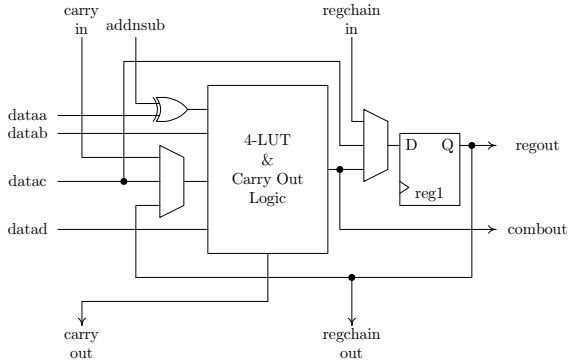 carry
in
addnsub
regchain
in
dataa
datab
datac
datad
4-LUT
&
Carry Out
Logic
D
Q
reg1
regout
combout
carry
out
regchain
out